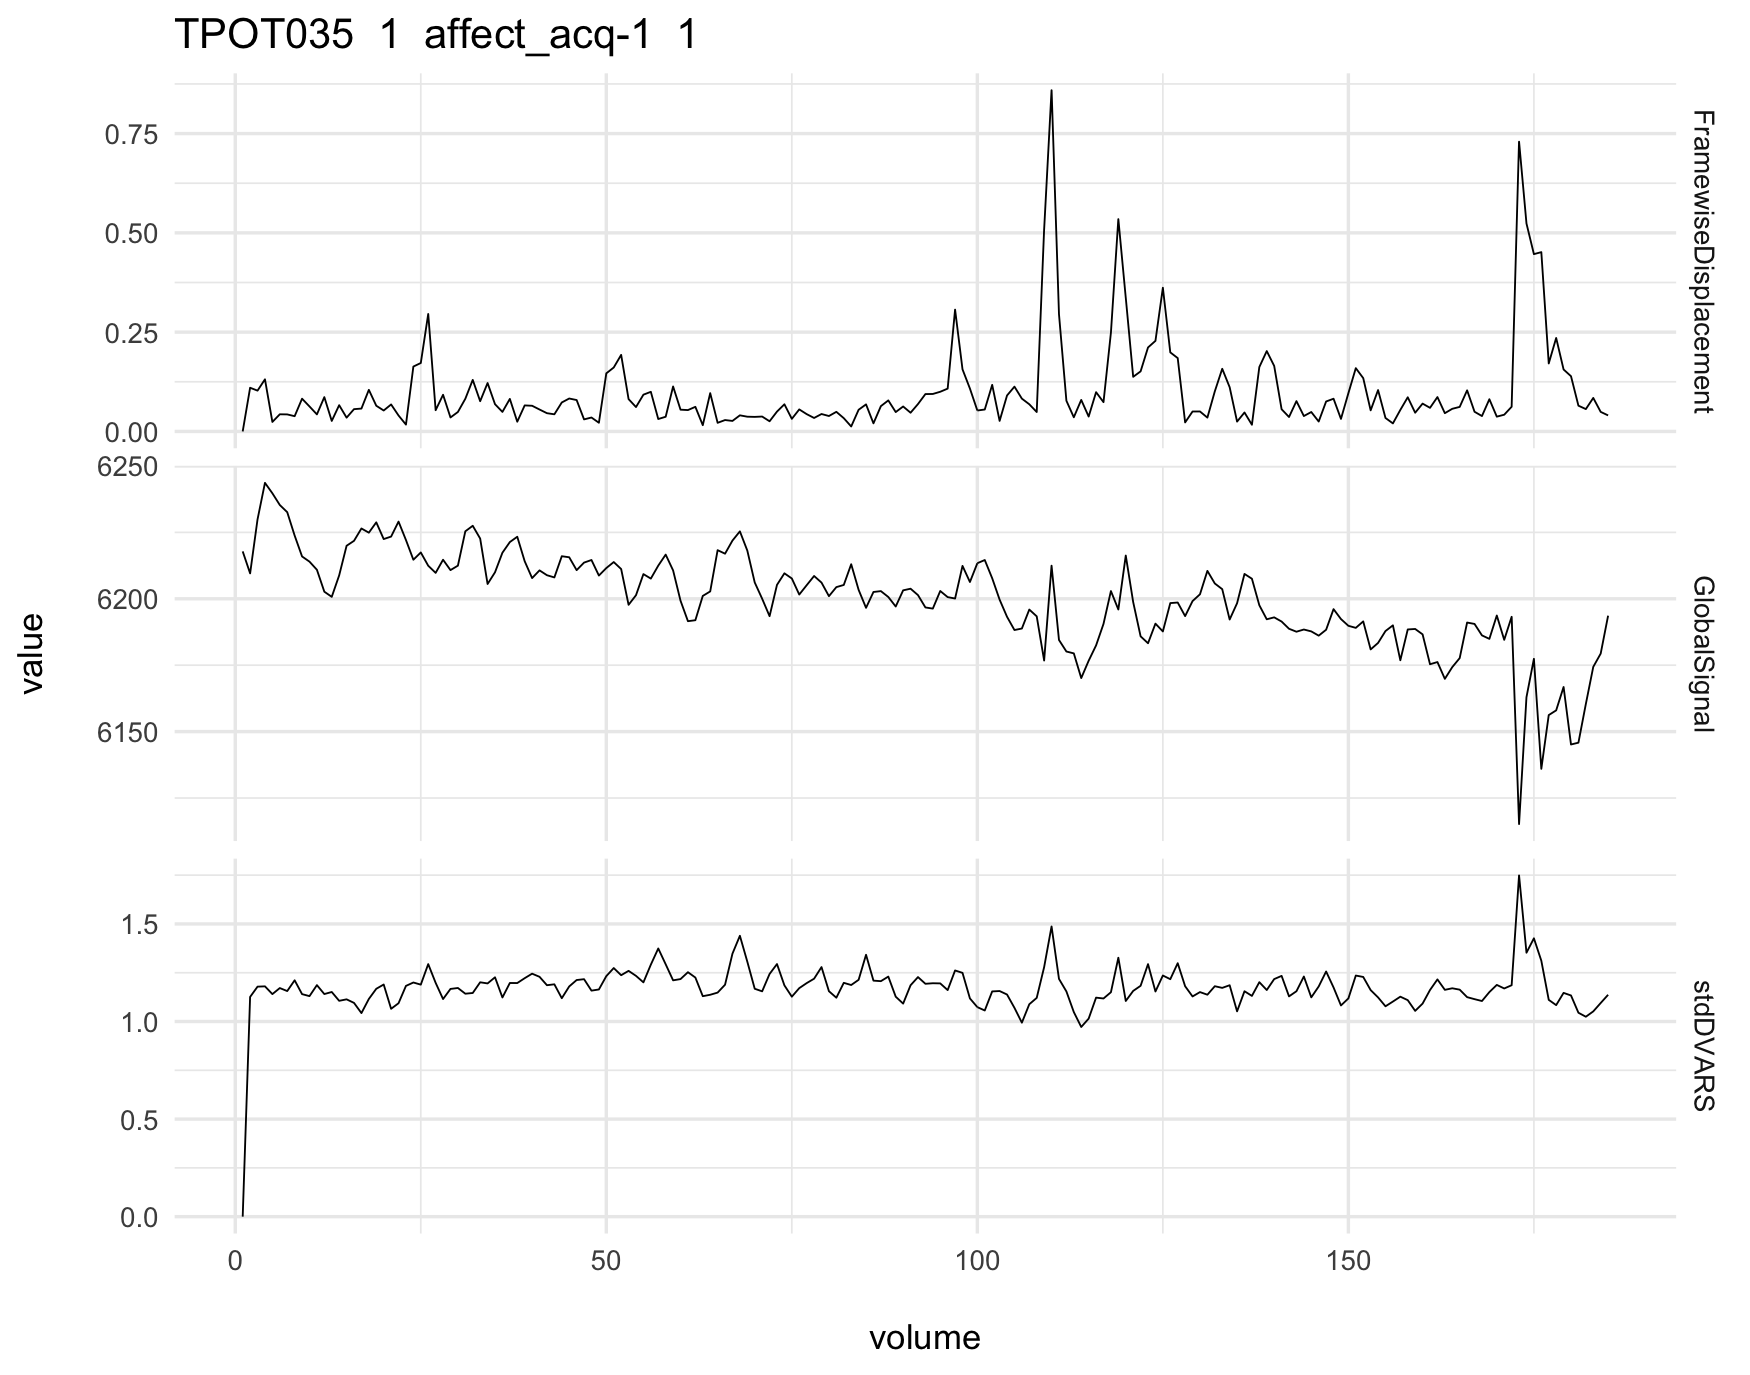 TPOT035 1 affect_acq-1 1
0.75
0.50
0.25
0.00
FramewiseDisplacement
6250
6200
6150
GlobalSignal
1.5
1.0
0.5
0.0
stdDVARS
value
0 50 100 150
volume